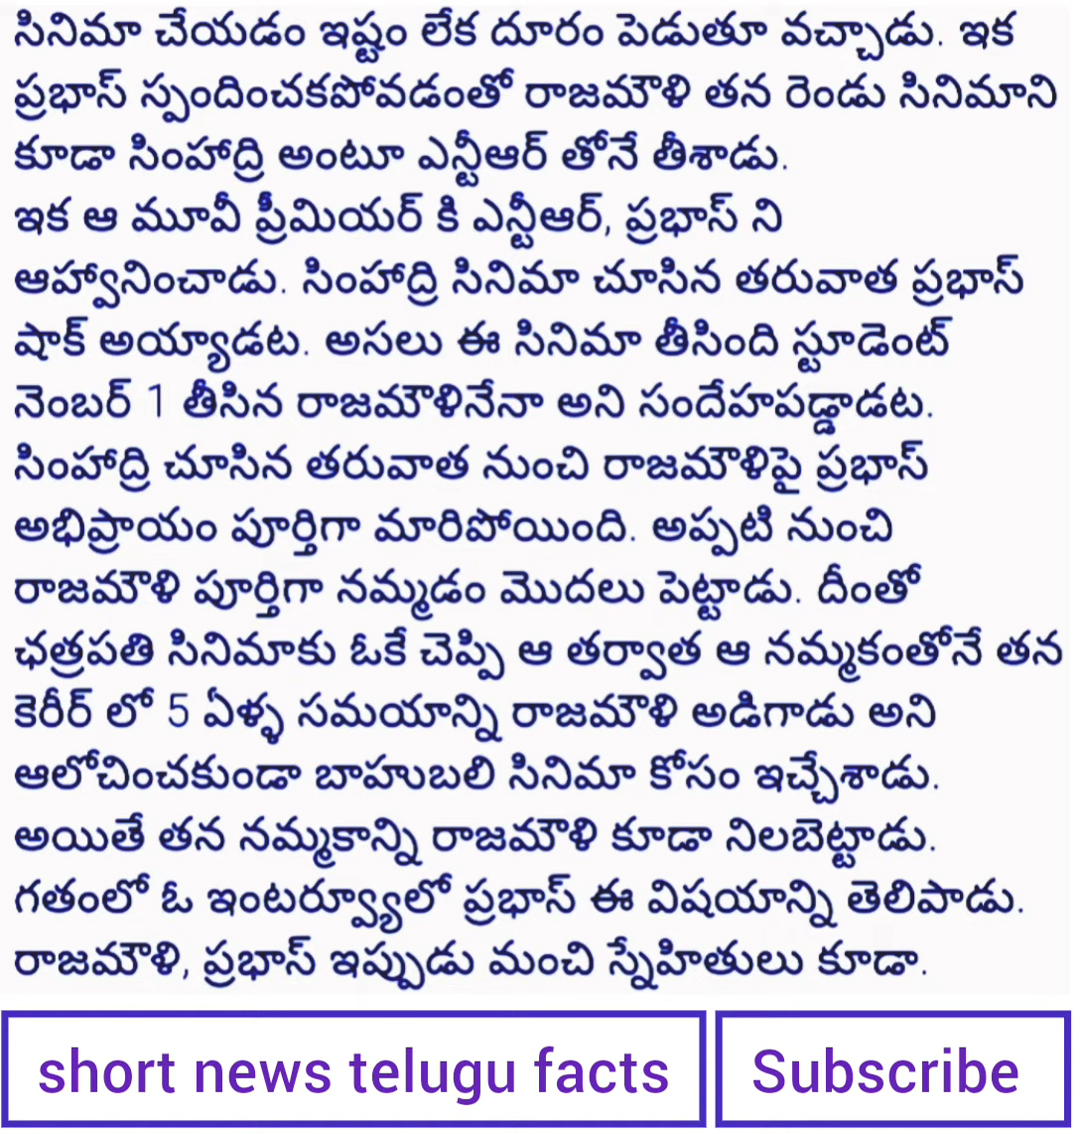 సినిమా చేయడం ఇష్టం లేక దూరం పెడుతూ వచ్చాడు. ఇక
ప్రభాస్ స్పందించకపోవడంతో రాజమౌళి తన రెండు సినిమాని
కూడా సింహాద్రి అంటూ ఎన్టీఆర్ తోనే తీశాడు.
ఇక ఆ మూవీ ప్రీమియర్ కి ఎన్టీఆర్, ప్రభాస్ ని
ఆహ్వానించాడు. సింహాద్రి సినిమా చూసిన తరువాత ప్రభాస్
షాక్ అయ్యాడట. అసలు ఈ సినిమా తీసింది స్టూడెంట్
నెంబర్ 1 తీసిన రాజమౌళినేనా అని సందేహపడ్డాడట.
సింహాద్రి చూసిన తరువాత నుంచి రాజమౌళిపై ప్రభాస్
అభిప్రాయం పూర్తిగా మారిపోయింది. అప్పటి నుంచి
రాజమౌళి పూర్తిగా నమ్మడం మొదలు పెట్టాడు. దీంతో
ఛత్రపతి సినిమాకు ఓకే చెప్పి ఆ తర్వాత ఆ నమ్మకంతోనే తన
కెరీర్ లో 5 ఏళ్ళ సమయాన్ని రాజమౌళి అడిగాడు అని
ఆలోచించకుండా బాహుబలి సినిమా కోసం ఇచ్చేశాడు.
అయితే తన నమ్మకాన్ని రాజమౌళి కూడా నిలబెట్టాడు.
గతంలో ఓ ఇంటర్వ్యూలో ప్రభాస్ ఈ విషయాన్ని తెలిపాడు.
రాజమౌళి, ప్రభాస్ ఇప్పుడు మంచి స్నేహితులు కూడా.
short news telugu facts Subscribe